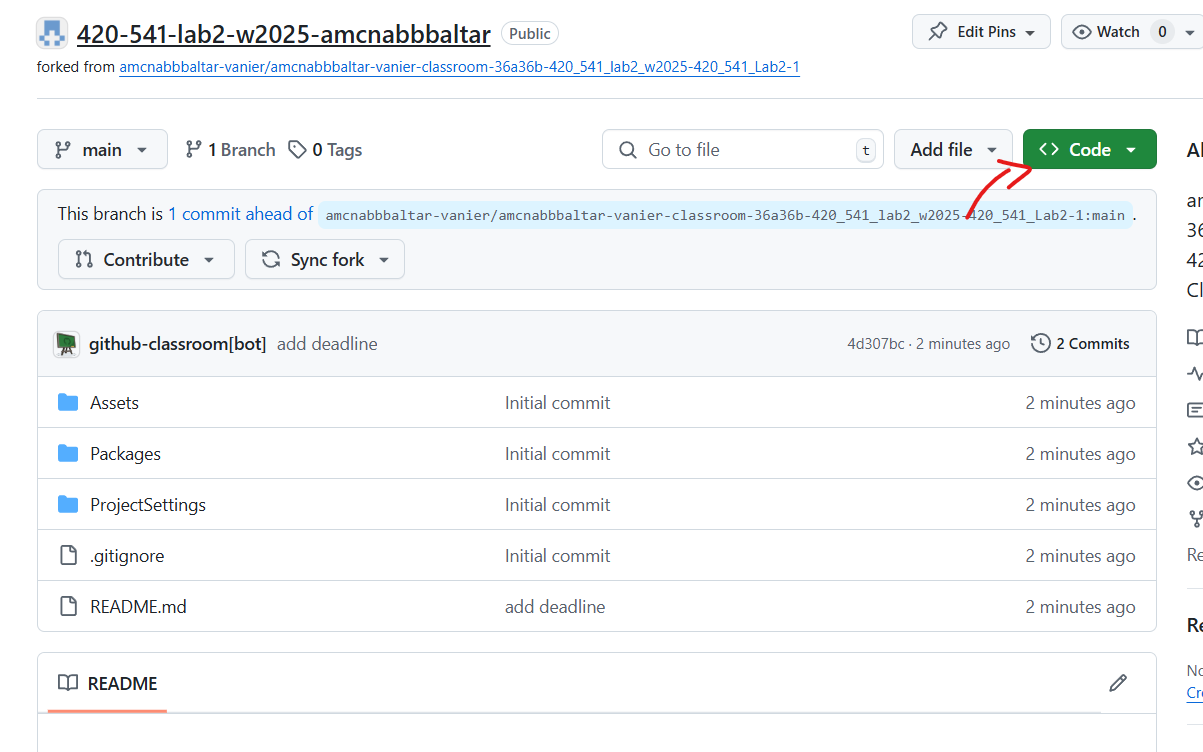 420-541-lab2-w2025-amcnabbbaltar Public Edit Pins Watch 0
forked from amcnabbbaltar-vanier/amcnabbbaltar-vanier-classroom-36a36b-420_541_lab2_w2025-420_541_Lab2-1
main 1 Branch 0 Tags Go to file t Add file Code
This branch is 1 commit ahead of amcnabbbaltar-vanier/amcnabbbaltar-vanier-classroom-36a36b-420_541_lab2_w2025-420_541_Lab2-1:main .
Contribute Sync fork
github-classroom[bot] add deadline 4d307bc · 2 minutes ago 2 Commits
Assets Initial commit 2 minutes ago
Packages Initial commit 2 minutes ago
ProjectSettings Initial commit 2 minutes ago
.gitignore Initial commit 2 minutes ago
README.md add deadline 2 minutes ago
README